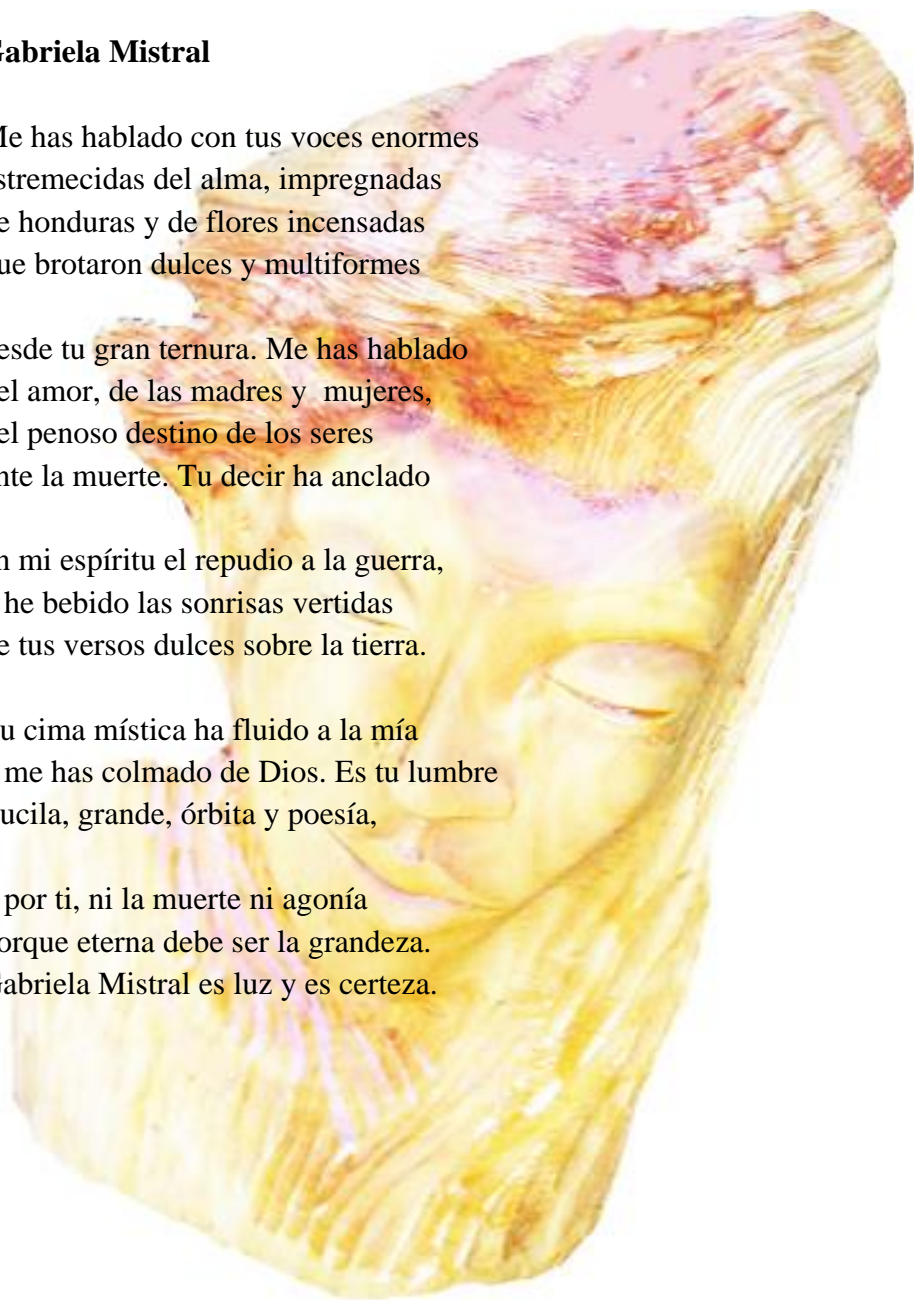 Gabriela Mistral
Me has hablado con tus voces enormes
stremecidas del alma, impregnadas
e honduras y de flores incensadas
ue brotaron dulces y multiformes
esde tu gran ternura. Me has hablado
el amor, de las madres y mujeres,
el penoso destino de los seres
nte la muerte. Tu decir ha anclado
n mi espíritu el repudio a la guerra,
he bebido las sonrisas vertidas
e tus versos dulces sobre la tierra.
u cima mística ha fluido a la mía
me has colmado de Dios. Es tu lumbre
ucila, grande, órbita y poesía,
por ti, ni la muerte ni agonía
orque eterna debe ser la grandeza.
Gabriela Mistral es luz y es certeza.